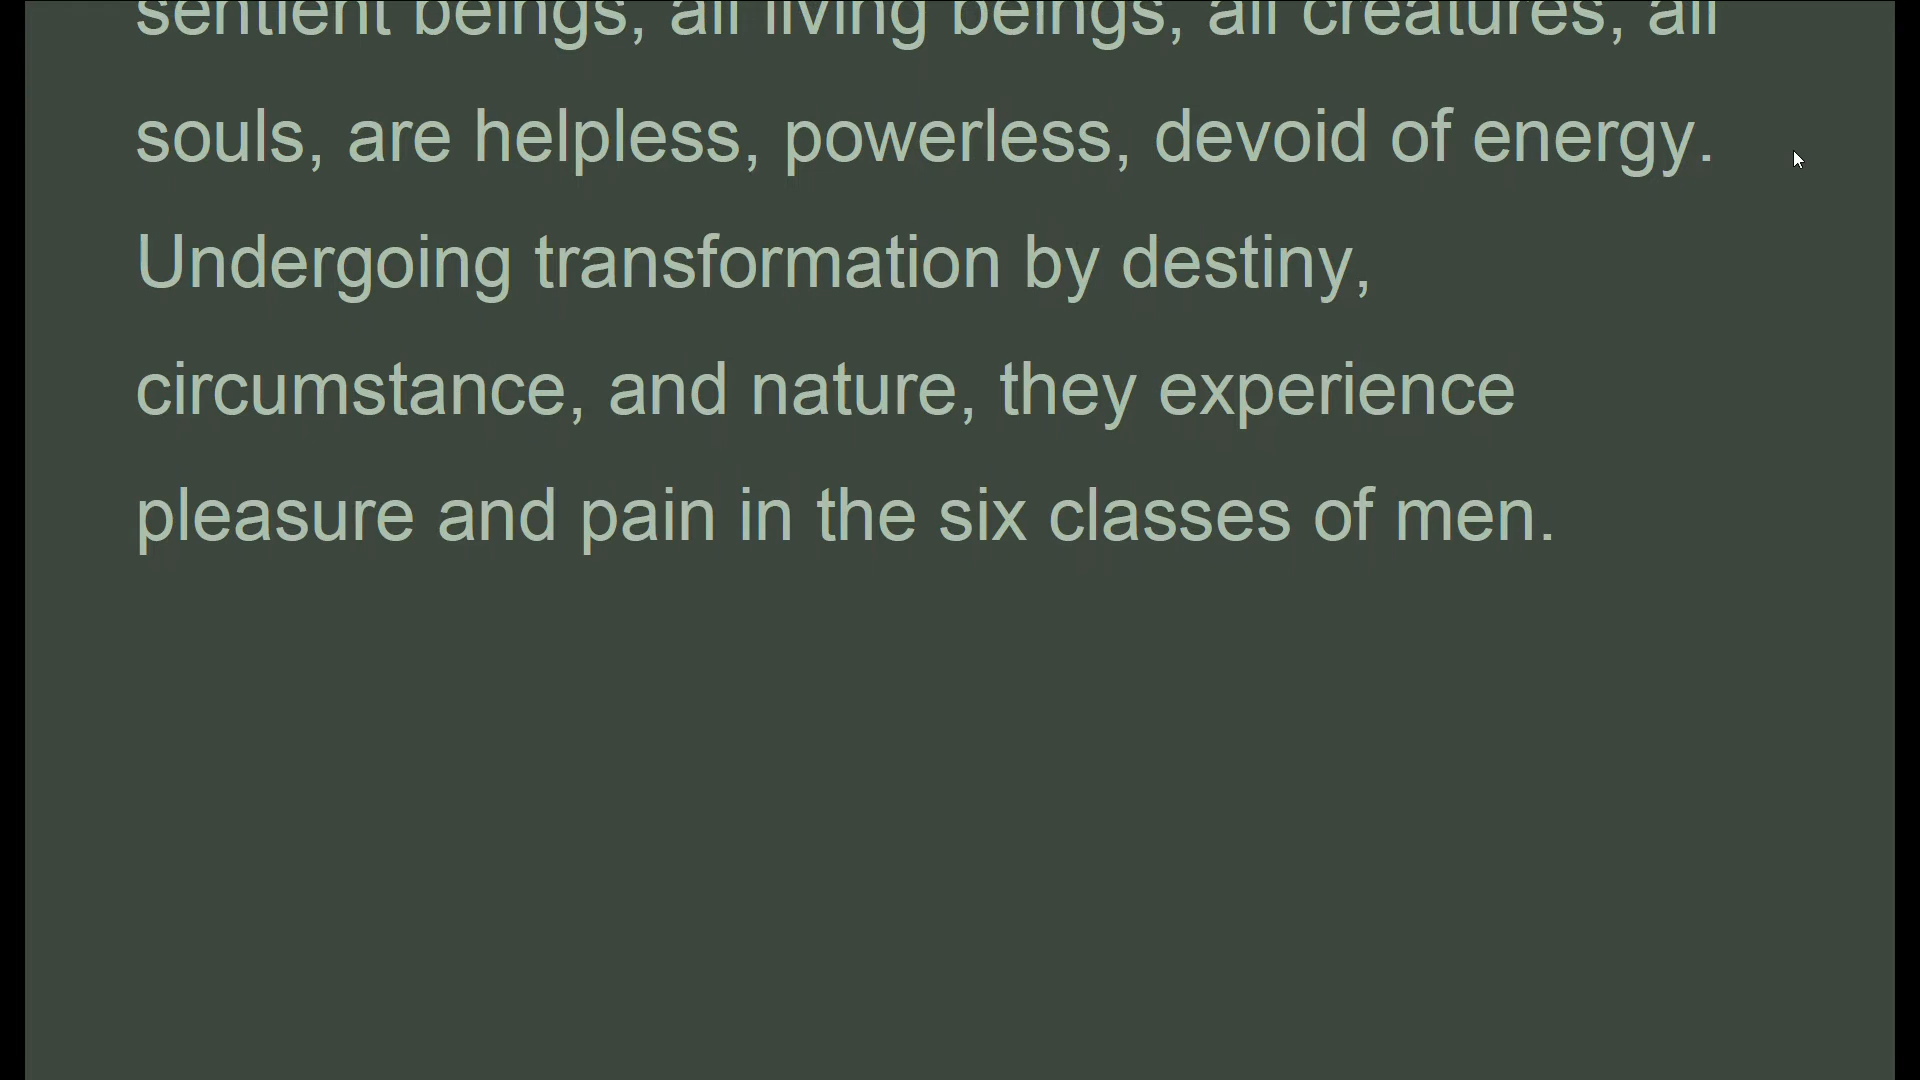 sentient beings, all living beings, all creatures, all
souls, are helpless, powerless, devoid of energy.
Undergoing transformation by destiny,
circumstance, and nature, they experience
pleasure and pain in the six classes of men.